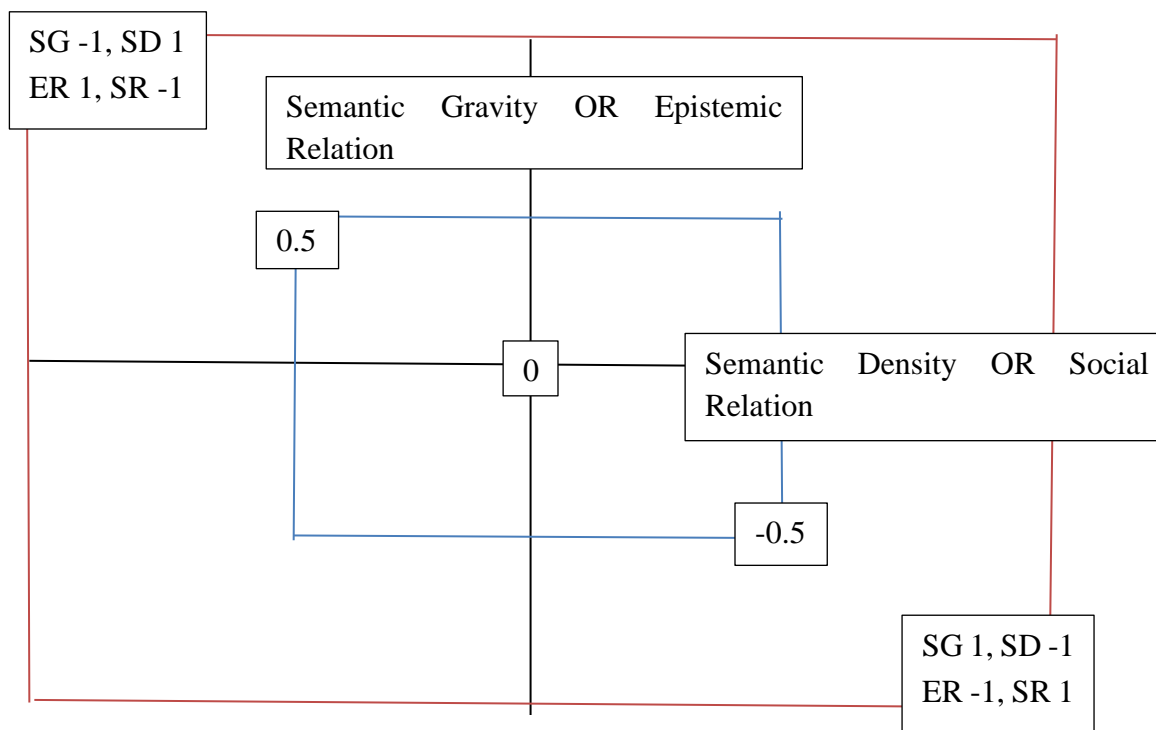 SG -1, SD 1
ER 1, SR -1
Semantic Gravity OR Epistemic
Relation
0.5
0
Semantic Density OR Social
Relation
-0.5
SG 1, SD -1
ER -1, SR 1